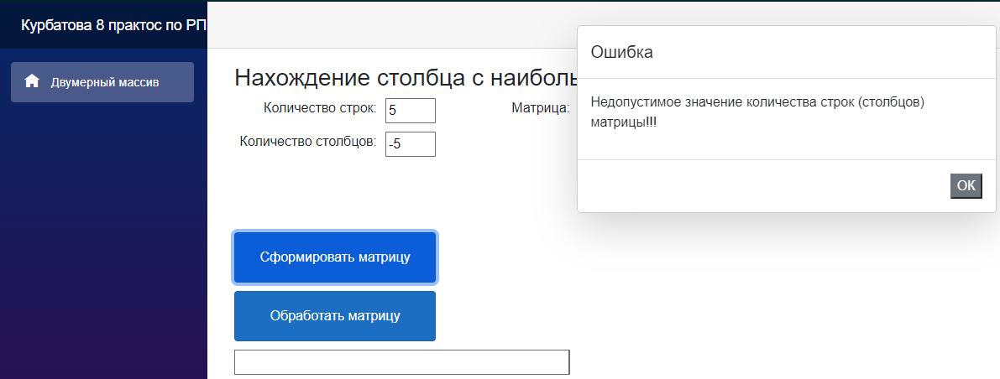 Курбатова 8 практос по РП
Двумерный массив
Нахождение столбца с наиболь
Количество строк:
5
Матрица:
Количество столбцов:
-5
Сформировать матрицу
Обработать матрицу
Ошибка
Недопустимое значение количества строк (столбцов)
матрицы!!!
OK